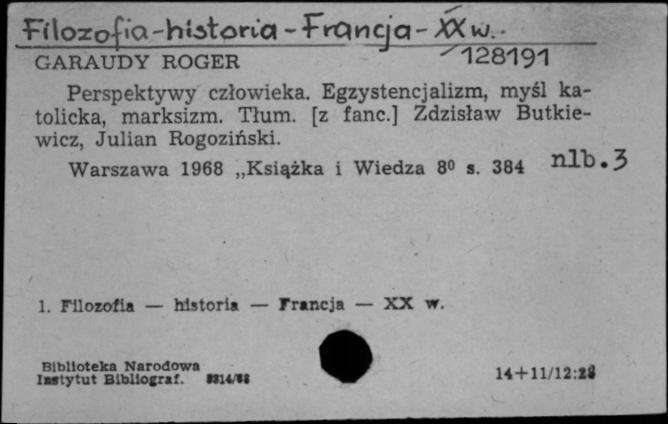 Filozofia-historia-Francja-XX w.
GARAUDY ROGER 128191
Perspektywy człowieka. Egzystencjalizm, myśl ka-
tolicka, marksizm. Tłum. [z fanc.] Zdzisław Butkie-
wicz, Julian Rogoziński.
Warszawa 1968 „Książka i Wiedza 8⁰ s. 384 nlb. 3
1. Filozofia — historia — Francja — XX w.
Biblioteka Narodowa
Instytut Bibliograf.
14+11/12:28